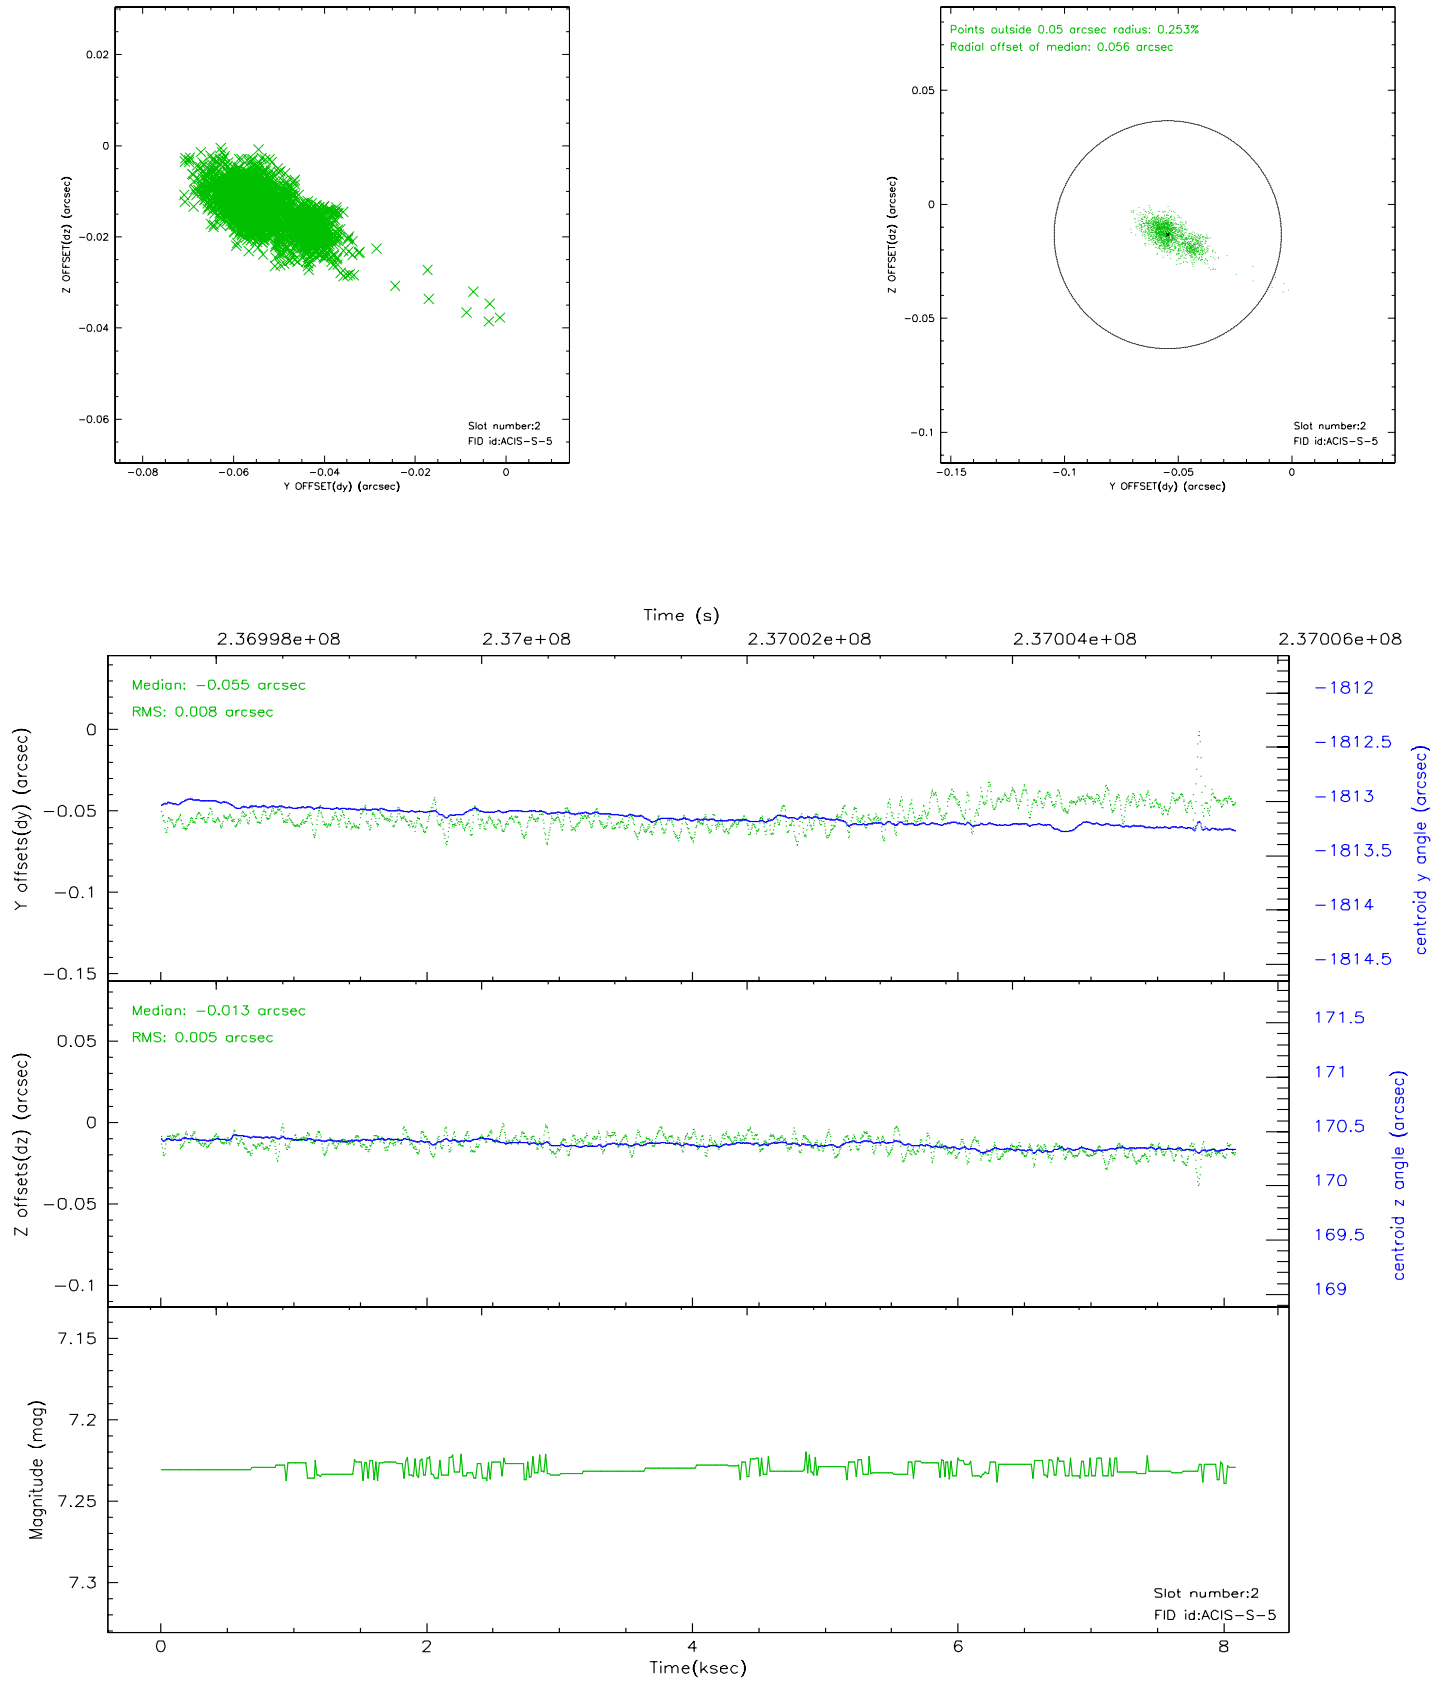 0.02
0
-0.02
-0.04
-0.06
Z OFFSET(dz) (arcsec)
Slot number:2
FID id:ACIS-S-5
-0.08 -0.06 -0.04 -0.02 0
Y OFFSET(dy) (arcsec)
Points outside 0.05 arcsec radius: 0.253%
Radial offset of median: 0.056 arcsec
0.05
0
-0.05
-0.1
Z OFFSET(dz) (arcsec)
Slot number:2
FID id:ACIS-S-5
-0.15 -0.1 -0.05 0
Y OFFSET(dy) (arcsec)
Time (s)
2.36998e+08 2.37e+08 2.37002e+08 2.37004e+08 2.37006e+08
Median: -0.055 arcsec
RMS: 0.008 arcsec
0
-0.05
-0.1
-0.15
Y offsets(dy) (arcsec)
-1812
-1812.5
-1813
-1813.5
-1814
-1814.5
centroid y angle (arcsec)
Median: -0.013 arcsec
RMS: 0.005 arcsec
0.05
0
-0.05
-0.1
Z offsets(dz) (arcsec)
171.5
171
170.5
170
169.5
169
centroid z angle (arcsec)
7.15
7.2
7.25
7.3
Magnitude (mag)
Slot number:2
FID id:ACIS-S-5
0 2 4 6 8
Time(ksec)